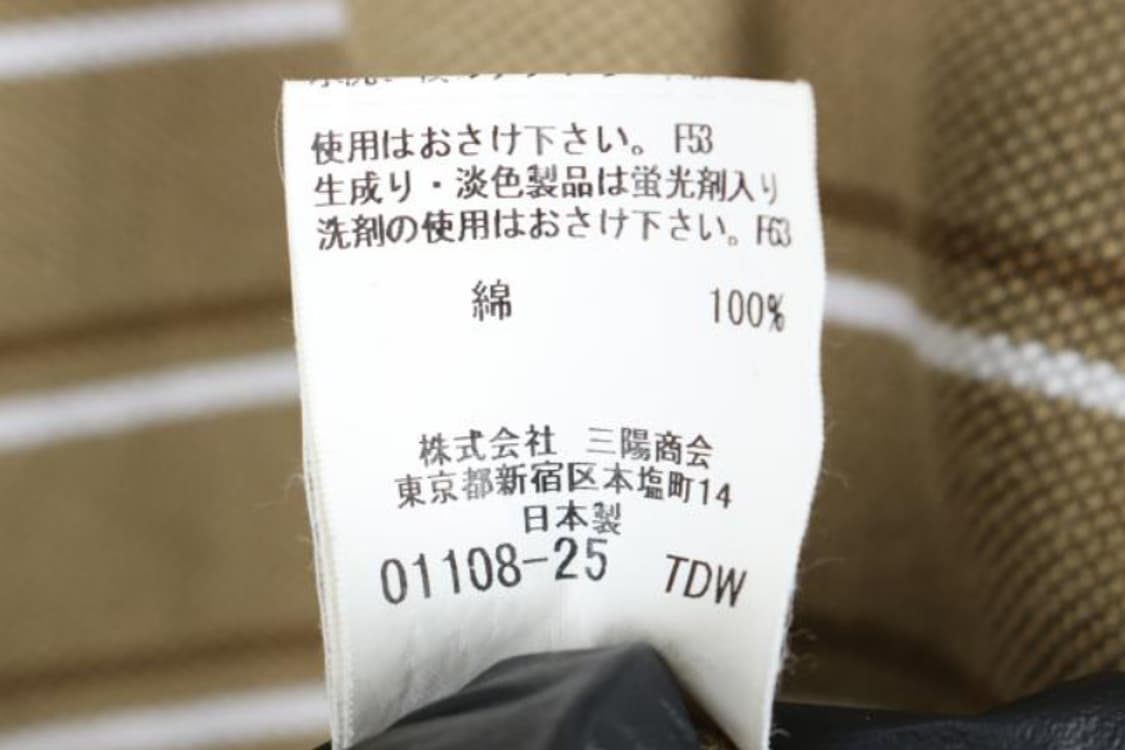 使用はおさけ下さい。 F53
生成り・淡色製品は蛍光剤入り
洗剤の使用はおさけ下さい。F63
綿 100%
株式会社 三陽商会
東京都新宿区本塩町14
日本製
01108-25 TDW